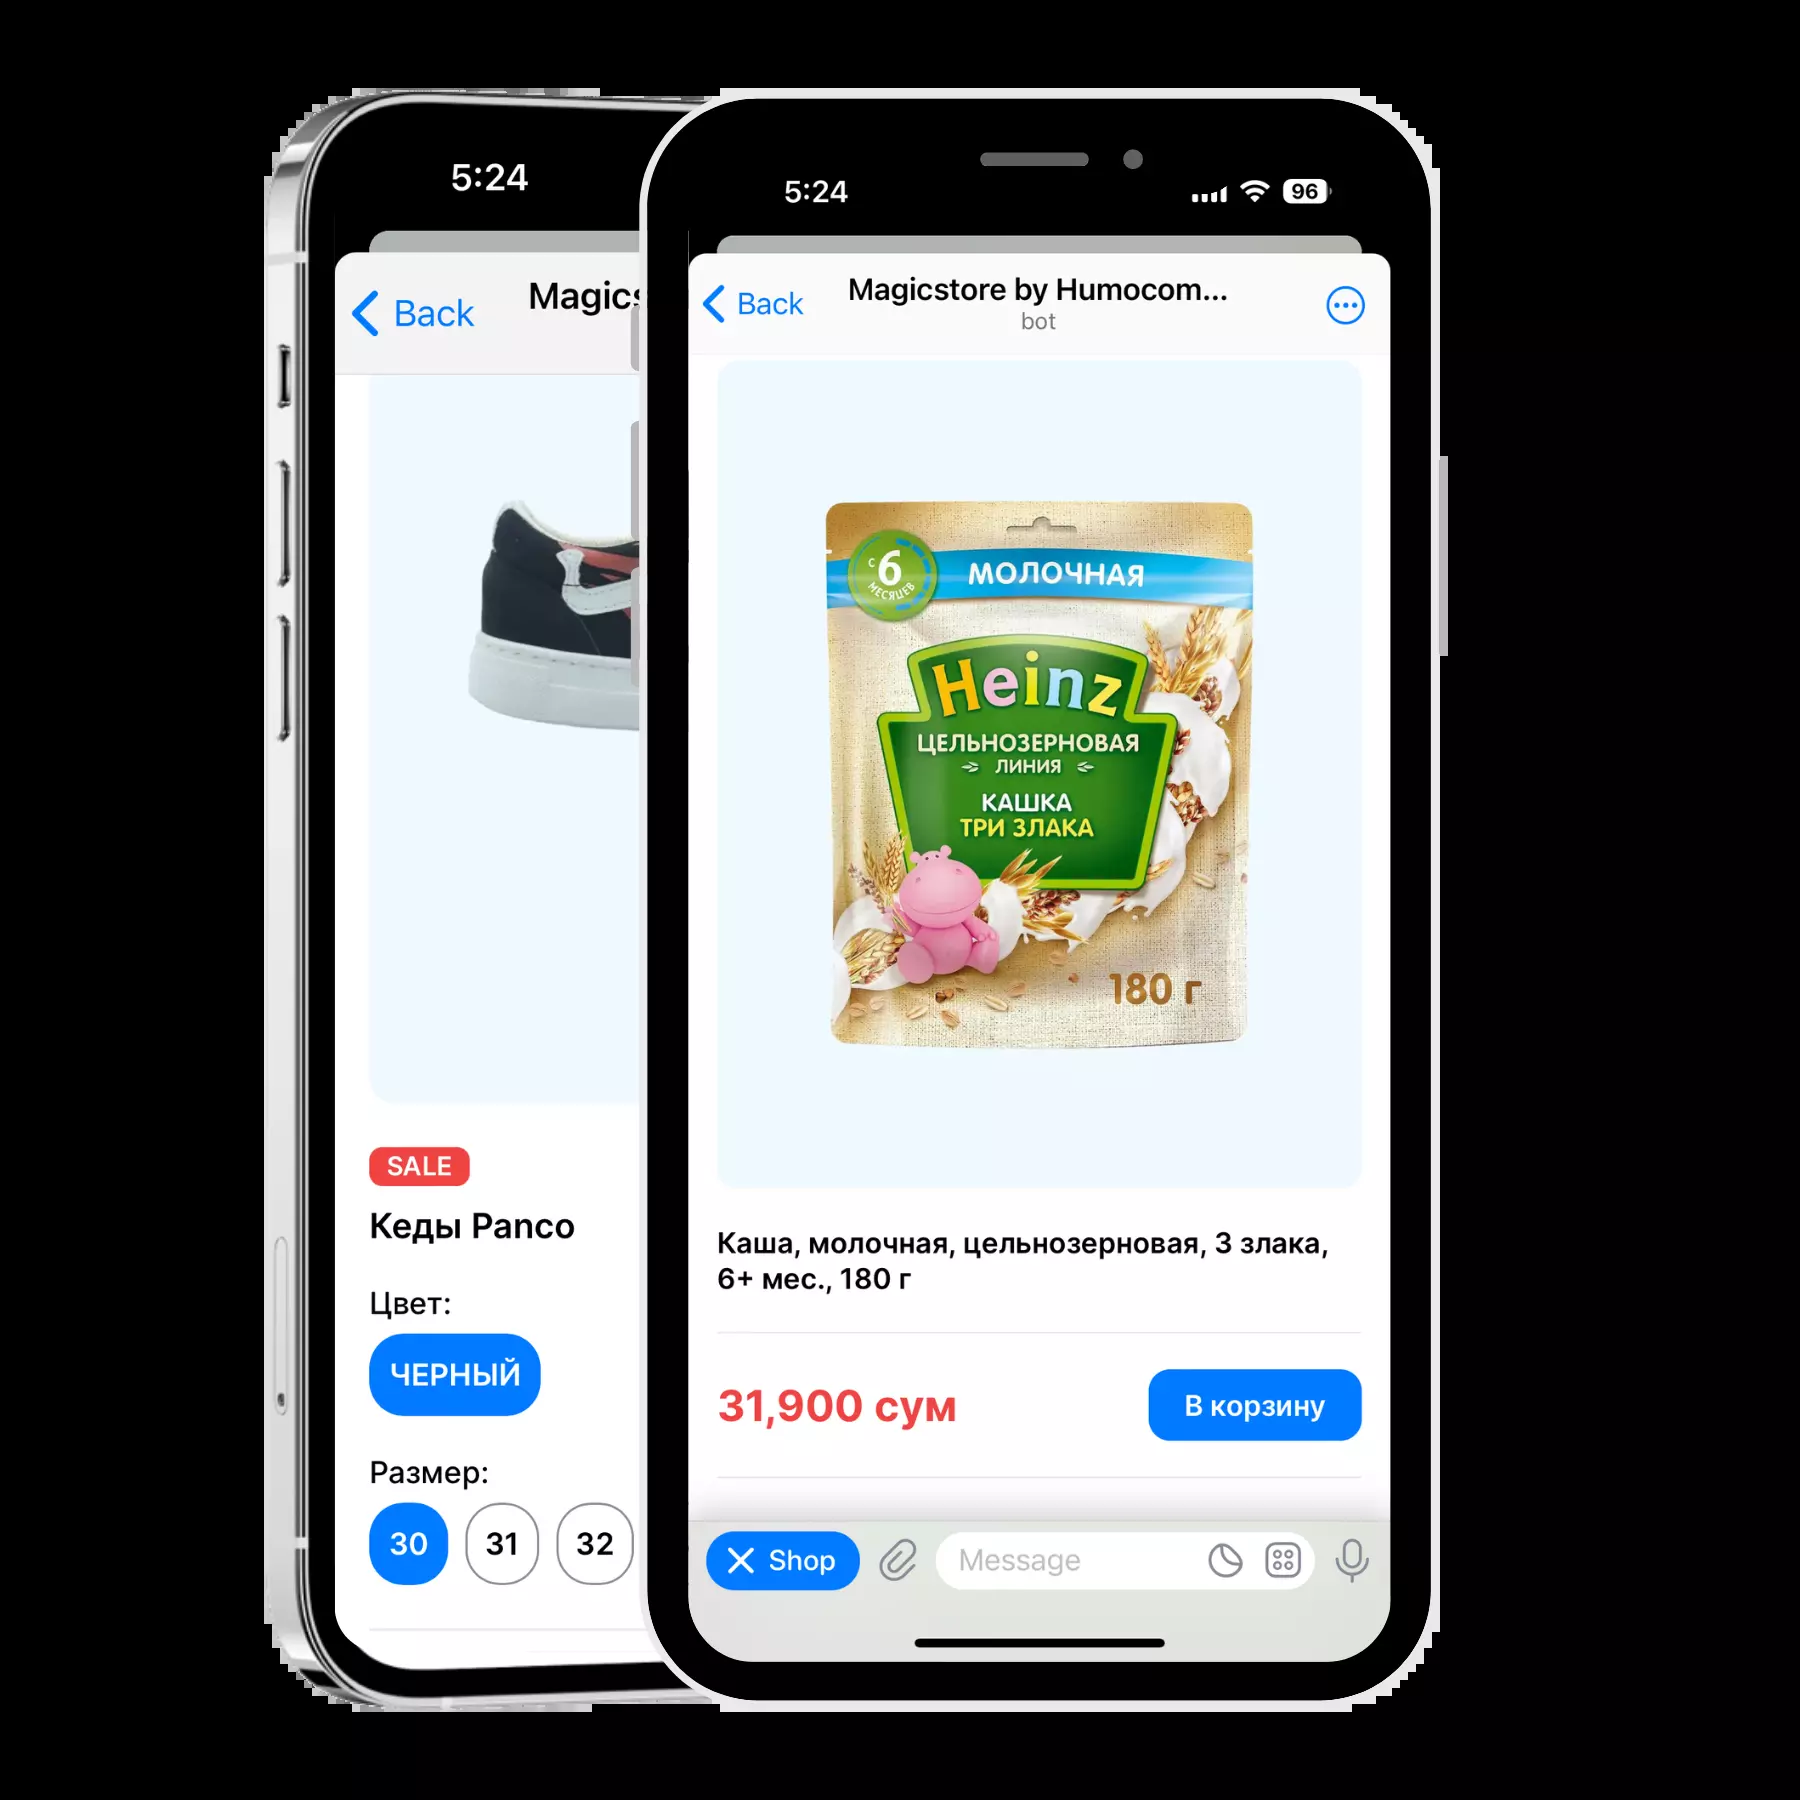 5:24
Back
Magics
SALE
Кеды Panco
Цвет:
ЧЕРНЫЙ
Размер:
30 31 32
5:24 96
Back
Magicstore by Humocom...
bot
с 6 месяцев
МОЛОЧНАЯ
Heinz
ЦЕЛЬНОЗЕРНОВАЯ
ЛИНИЯ
КАШКА
ТРИ ЗЛАКА
180 г
Каша, молочная, цельнозерновая, 3 злака,
6+ мес., 180 г
31,900 сум
В корзину
Shop
Message